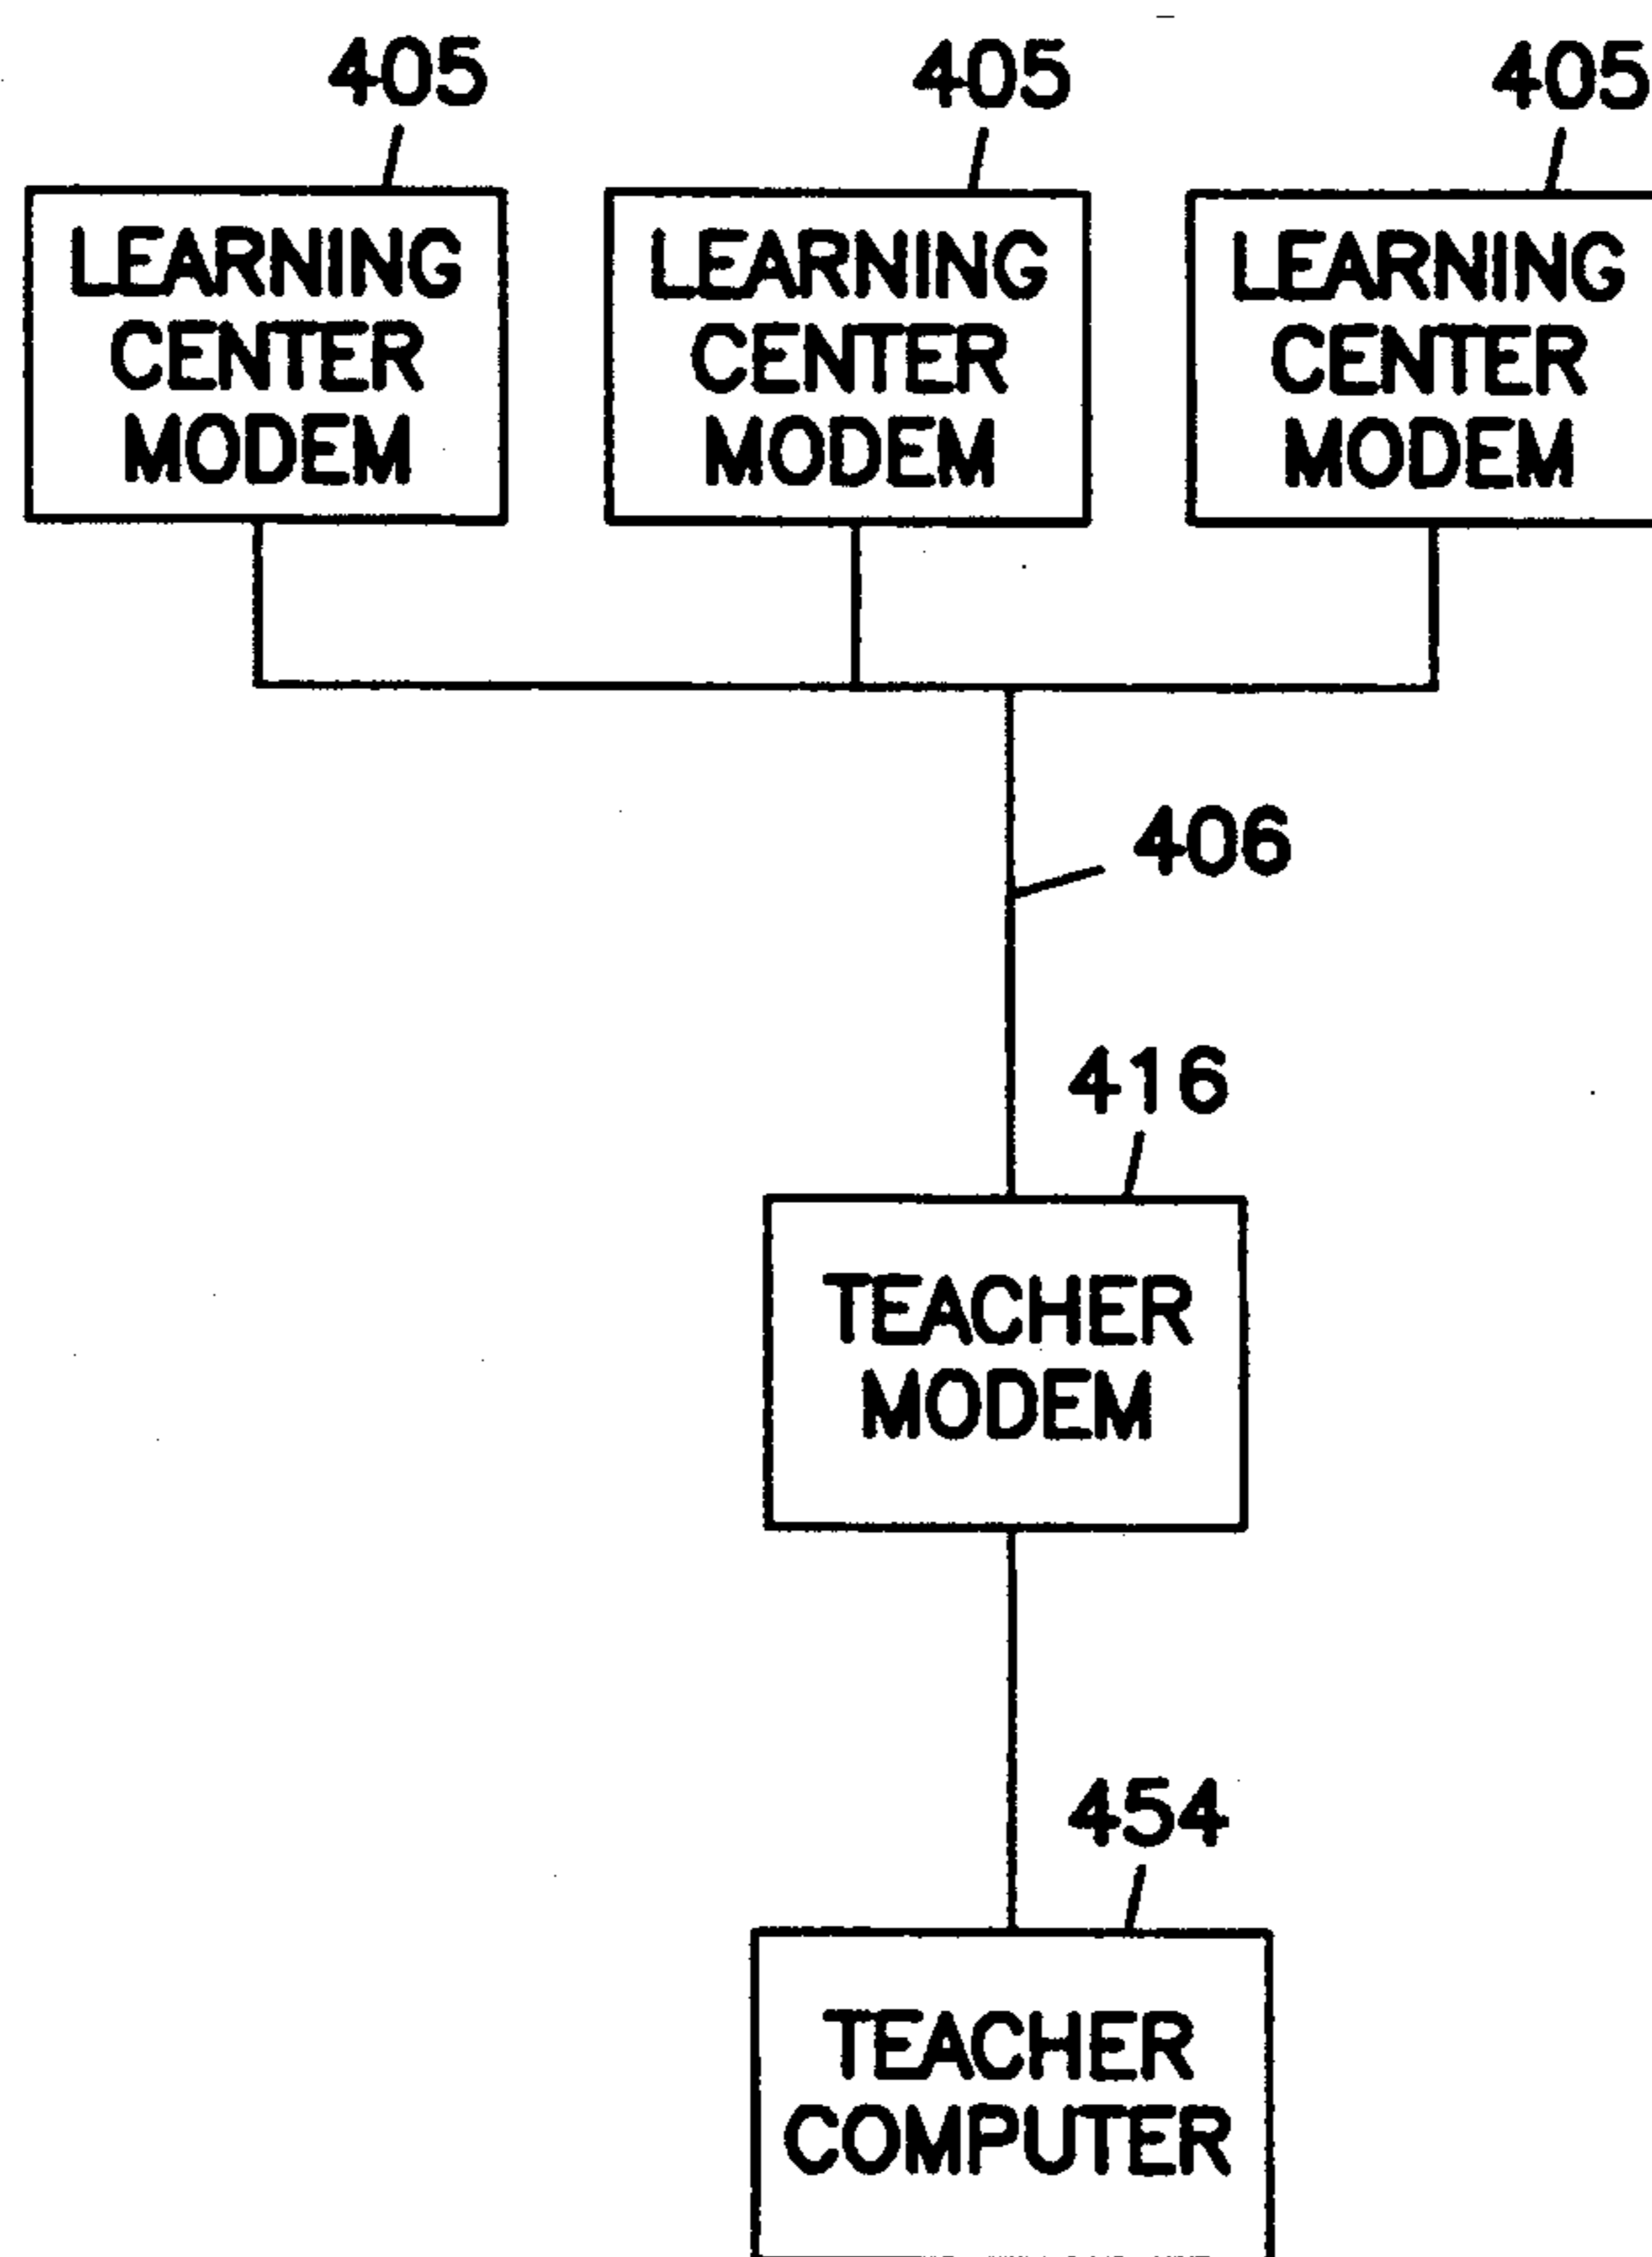 405 405 405
LEARNING CENTER MODEM
LEARNING CENTER MODEM
LEARNING CENTER MODEM
406
416
TEACHER
MODEM
454
TEACHER
COMPUTER